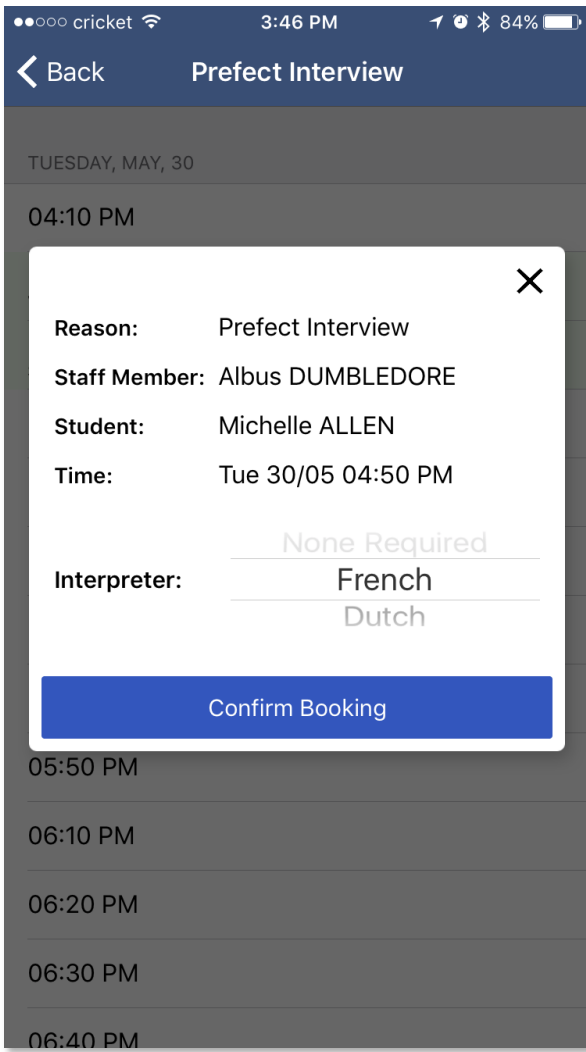 cricket 3:46 PM 84%
Back Prefect Interview
TUESDAY, MAY, 30
04:10 PM
Reason: Prefect Interview
Staff Member: Albus DUMBLEDORE
Student: Michelle ALLEN
Time: Tue 30/05 04:50 PM
None Required
Interpreter: French
Dutch
Confirm Booking
05:50 PM
06:10 PM
06:20 PM
06:30 PM
06:40 PM